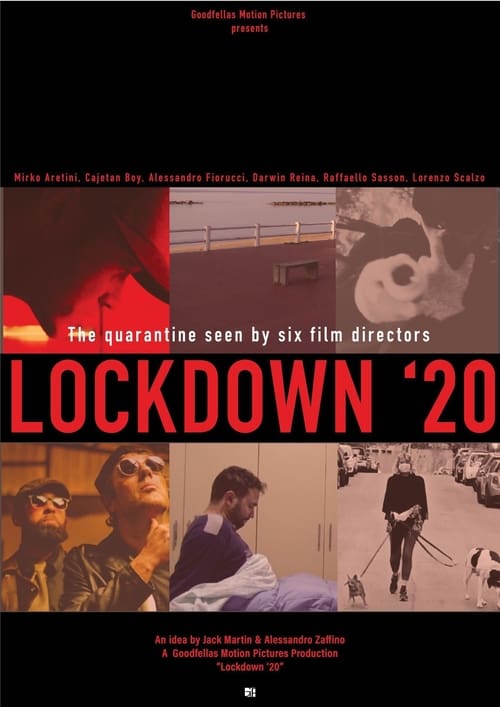 Goodfellas Motion Pictures
presents
Mirko Aretini, Cajetan Boy, Alessandro Fiorucci, Darwin Reina, Raffaello Sasson, Lorenzo Scalzo
The quarantine seen by six film directors
LOCKDOWN ‘20
An idea by Jack Martin & Alessandro Zaffino
A Goodfellas Motion Pictures Production
"Lockdown '20"